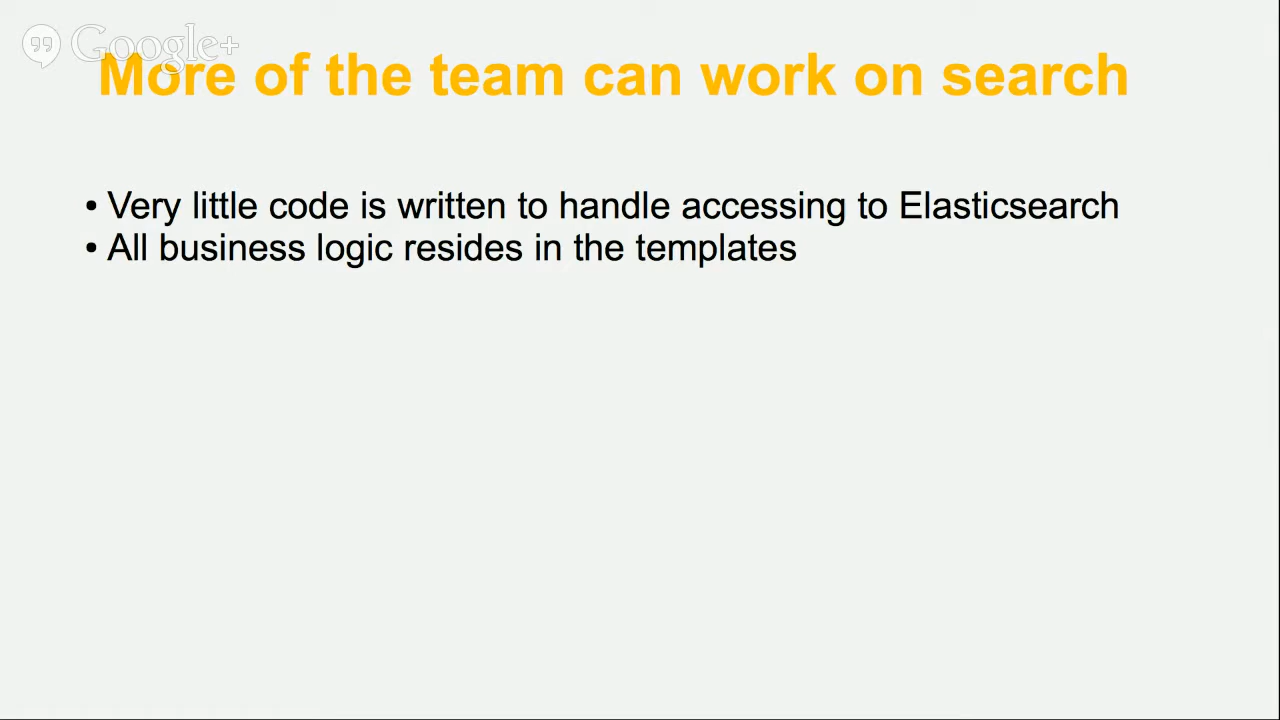 Google+
More of the team can work on search
• Very little code is written to handle accessing to Elasticsearch
• All business logic resides in the templates